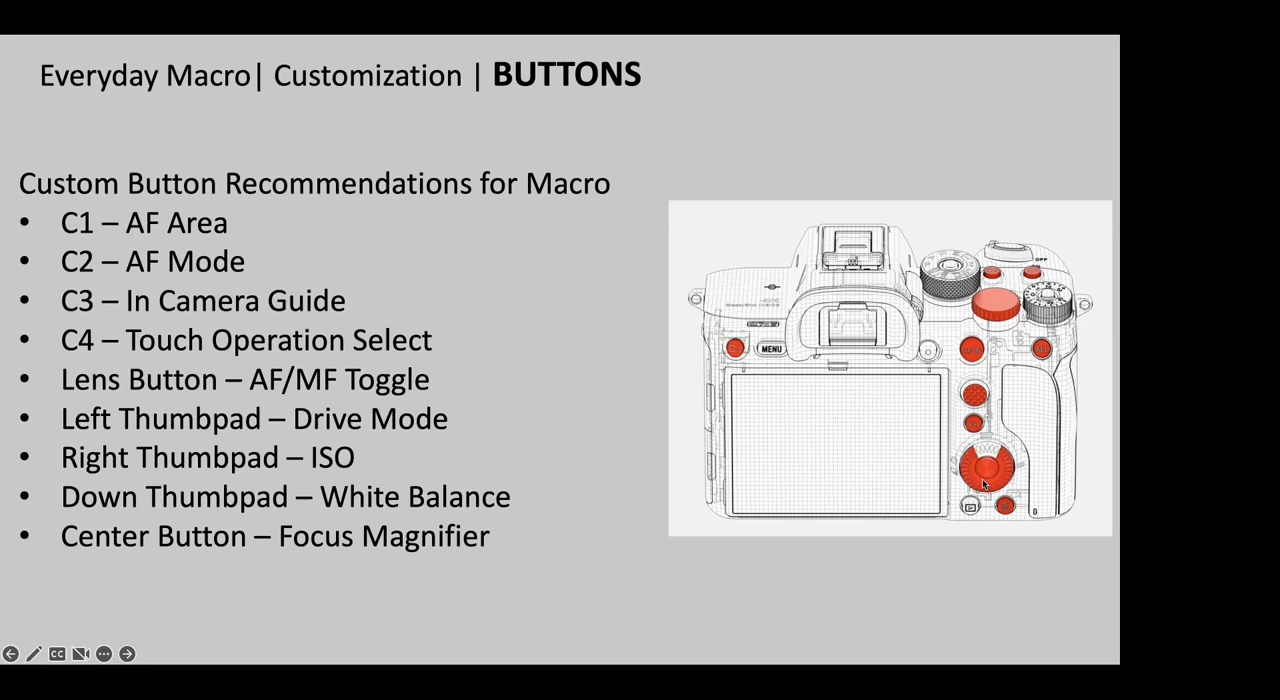 Everyday Macro| Customization | BUTTONS
Custom Button Recommendations for Macro
• C1 – AF Area
• C2 – AF Mode
• C3 – In Camera Guide
• C4 – Touch Operation Select
• Lens Button – AF/MF Toggle
• Left Thumbpad – Drive Mode
• Right Thumbpad – ISO
• Down Thumbpad – White Balance
• Center Button – Focus Magnifier
OFF
MENU
CC